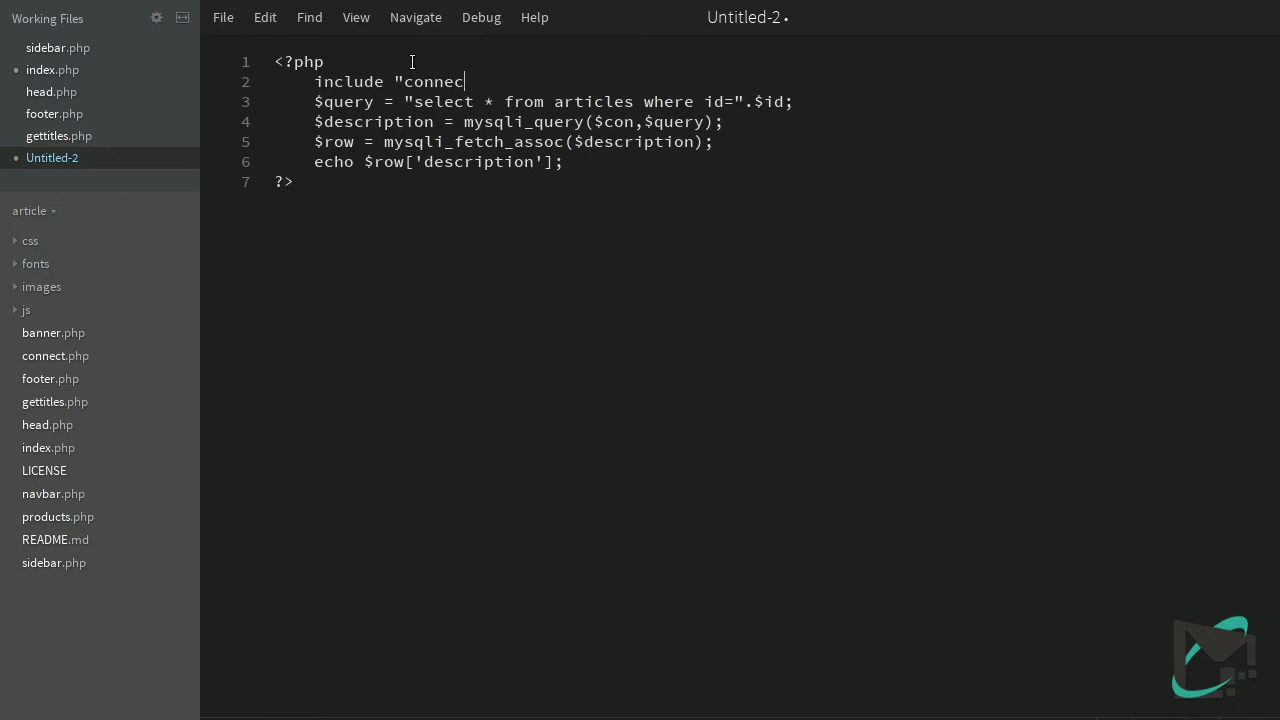 Working Files
File Edit Find View Navigate Debug Help
Untitled-2 •
sidebar.php
index.php
head.php
footer.php
gettitles.php
Untitled-2
article
css
fonts
images
js
banner.php
connect.php
footer.php
gettitles.php
head.php
index.php
LICENSE
navbar.php
products.php
README.md
sidebar.php
1 <?php
2 include "connec
3 $query = "select * from articles where id=".$id;
4 $description = mysqli_query($con,$query);
5 $row = mysqli_fetch_assoc($description);
6 echo $row['description'];
7 ?>